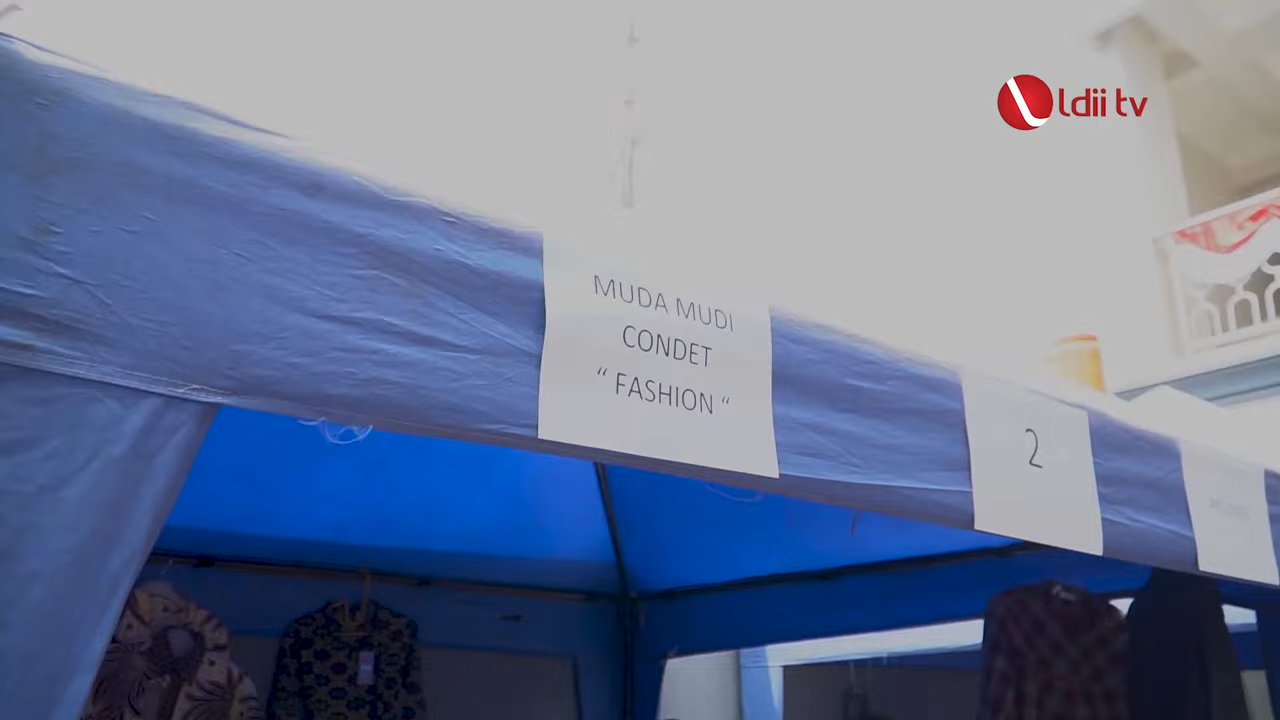 ldii tv
MUDA MUDI
CONDET
“ FASHION “
2